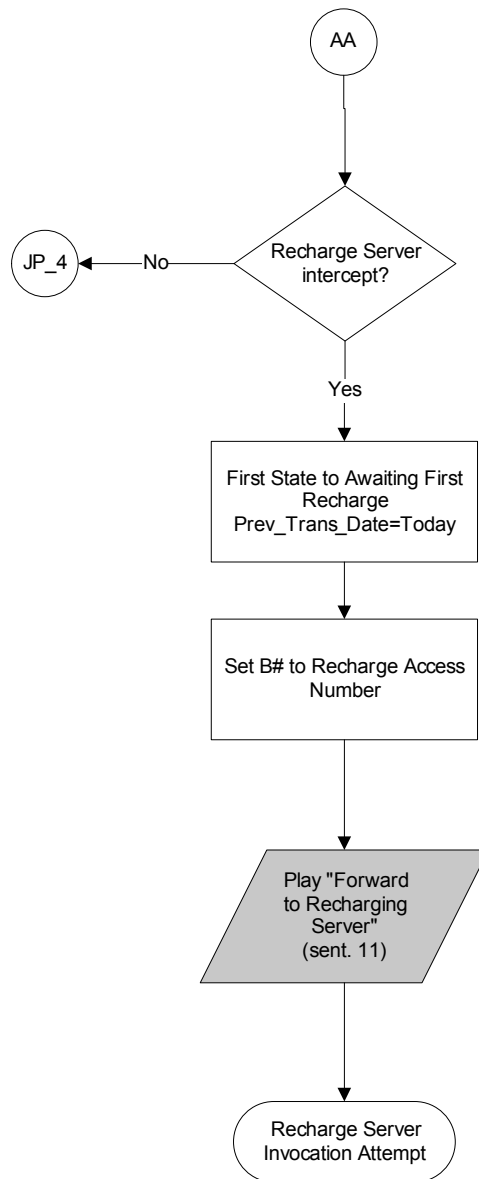 AA
Recharge Server
intercept?
No
JP_4
Yes
First State to Awaiting First
Recharge
Prev_Trans_Date=Today
Set B# to Recharge Access
Number
Play "Forward
to Recharging
Server"
(sent. 11)
Recharge Server
Invocation Attempt